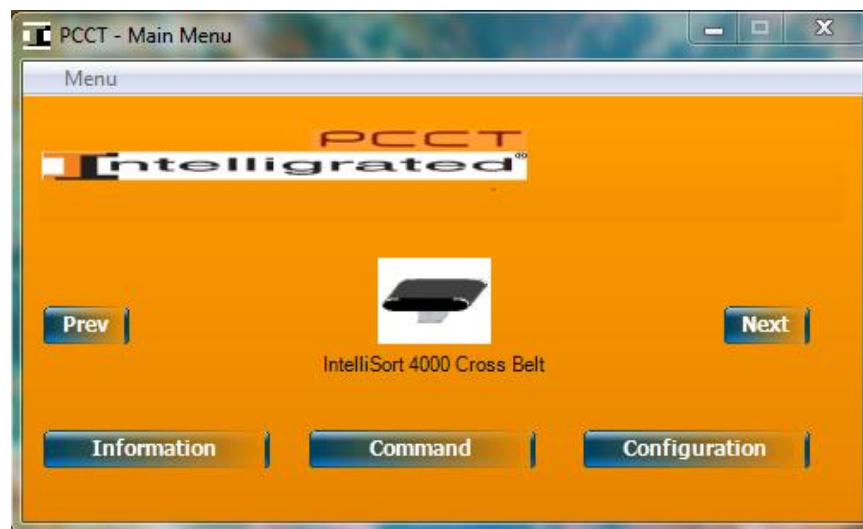 PCCT - Main Menu
Menu
PCCT
Intelligrated®
Prev
Next
IntelliSort 4000 Cross Belt
Information
Command
Configuration